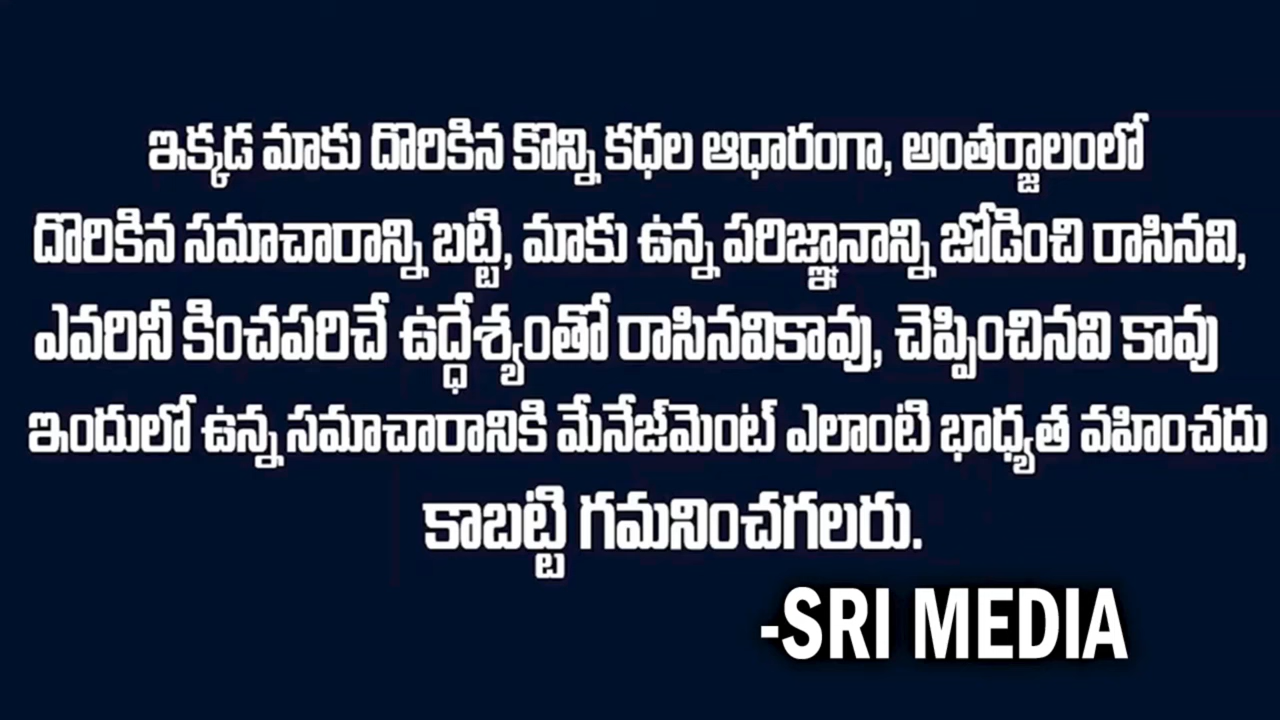 ఇక్కడ మాకు దొరికిన కొన్ని కధల ఆధారంగా, అంతర్జాలంలో
దొరికిన సమాచారాన్ని బట్టి, మాకు ఉన్న పరిజ్ఞానాన్ని జోడించి రాసినవి,
ఎవరినీ కించపరిచే ఉద్ధేశ్యంతో రాసినవికావు, చెప్పించినవి కావు
ఇందులో ఉన్న సమాచారానికి మేనేజ్‌మెంట్ ఎలాంటి భాధ్యత వహించదు
కాబట్టి గమనించగలరు.
-SRI MEDIA